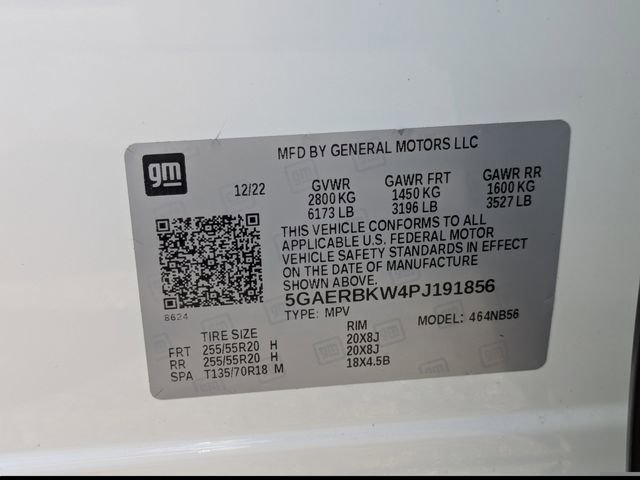 MFD BY GENERAL MOTORS LLC
gm
12/22 GVWR GAWR FRT GAWR RR
2800 KG 1450 KG 1600 KG
6173 LB 3196 LB 3527 LB
THIS VEHICLE CONFORMS TO ALL
APPLICABLE U.S. FEDERAL MOTOR
VEHICLE SAFETY STANDARDS IN EFFECT
ON THE DATE OF MANUFACTURE
SHOWN ABOVE.
5GAERBKW4PJ191856
8624
TYPE: MPV MODEL: 464NB56
TIRE SIZE RIM
FRT 255/55R20 H 20X8J
RR 255/55R20 H 20X8J
SPA T135/70R18 M 18X4.5B